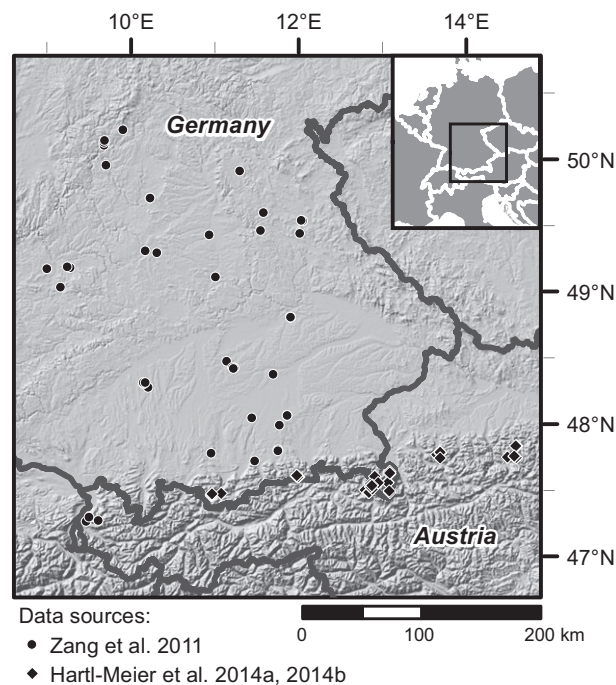 10°E 12°E 14°E
Germany
50°N
49°N
48°N
47°N
Austria
Data sources:
0 100 200 km
● Zang et al. 2011
◆ Hartl-Meier et al. 2014a, 2014b